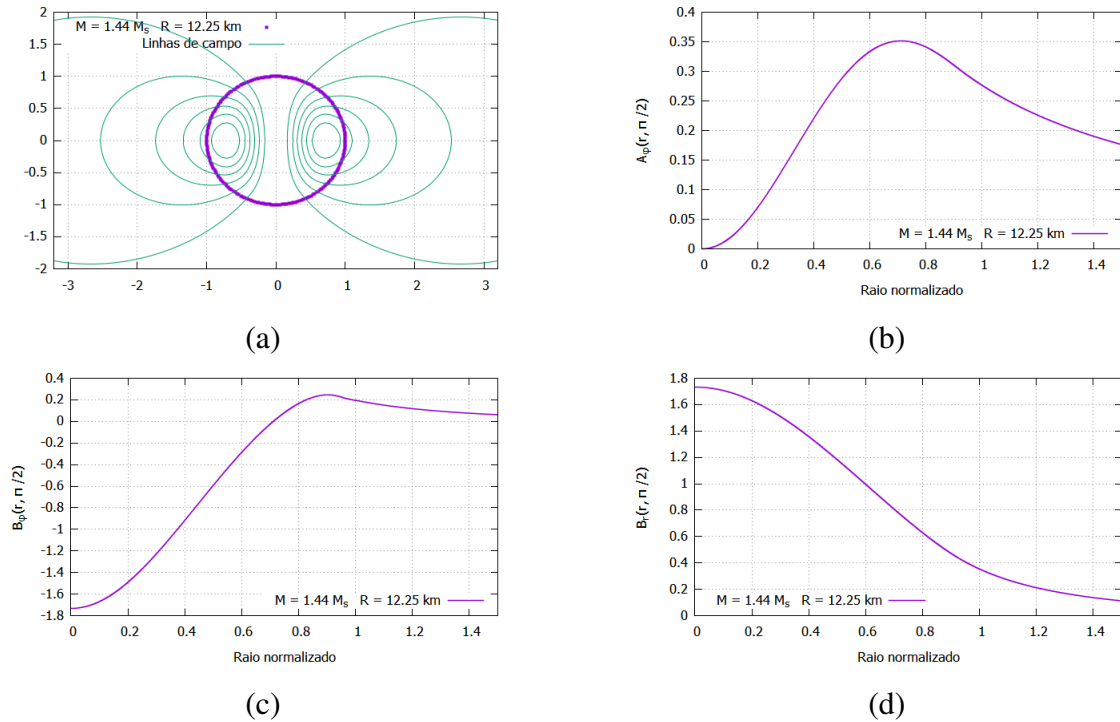 M = 1.44 Mₛ R = 12.25 km
Linhas de campo
2
1.5
1
0.5
0
-0.5
-1
-1.5
-2
-3 -2 -1 0 1 2 3
(a)
0.4
0.35
0.3
0.25
0.2
0.15
0.1
0.05
0
Aφ(r, π/2)
M = 1.44 Mₛ R = 12.25 km
0 0.2 0.4 0.6 0.8 1 1.2 1.4
Raio normalizado
(b)
0.4
0.2
0
-0.2
-0.4
-0.6
-0.8
-1
-1.2
-1.4
-1.6
-1.8
Bφ(r, π/2)
M = 1.44 Mₛ R = 12.25 km
0 0.2 0.4 0.6 0.8 1 1.2 1.4
Raio normalizado
(c)
1.8
1.6
1.4
1.2
1
0.8
0.6
0.4
0.2
0
Bᵣ(r, π/2)
M = 1.44 Mₛ R = 12.25 km
0 0.2 0.4 0.6 0.8 1 1.2 1.4
Raio normalizado
(d)